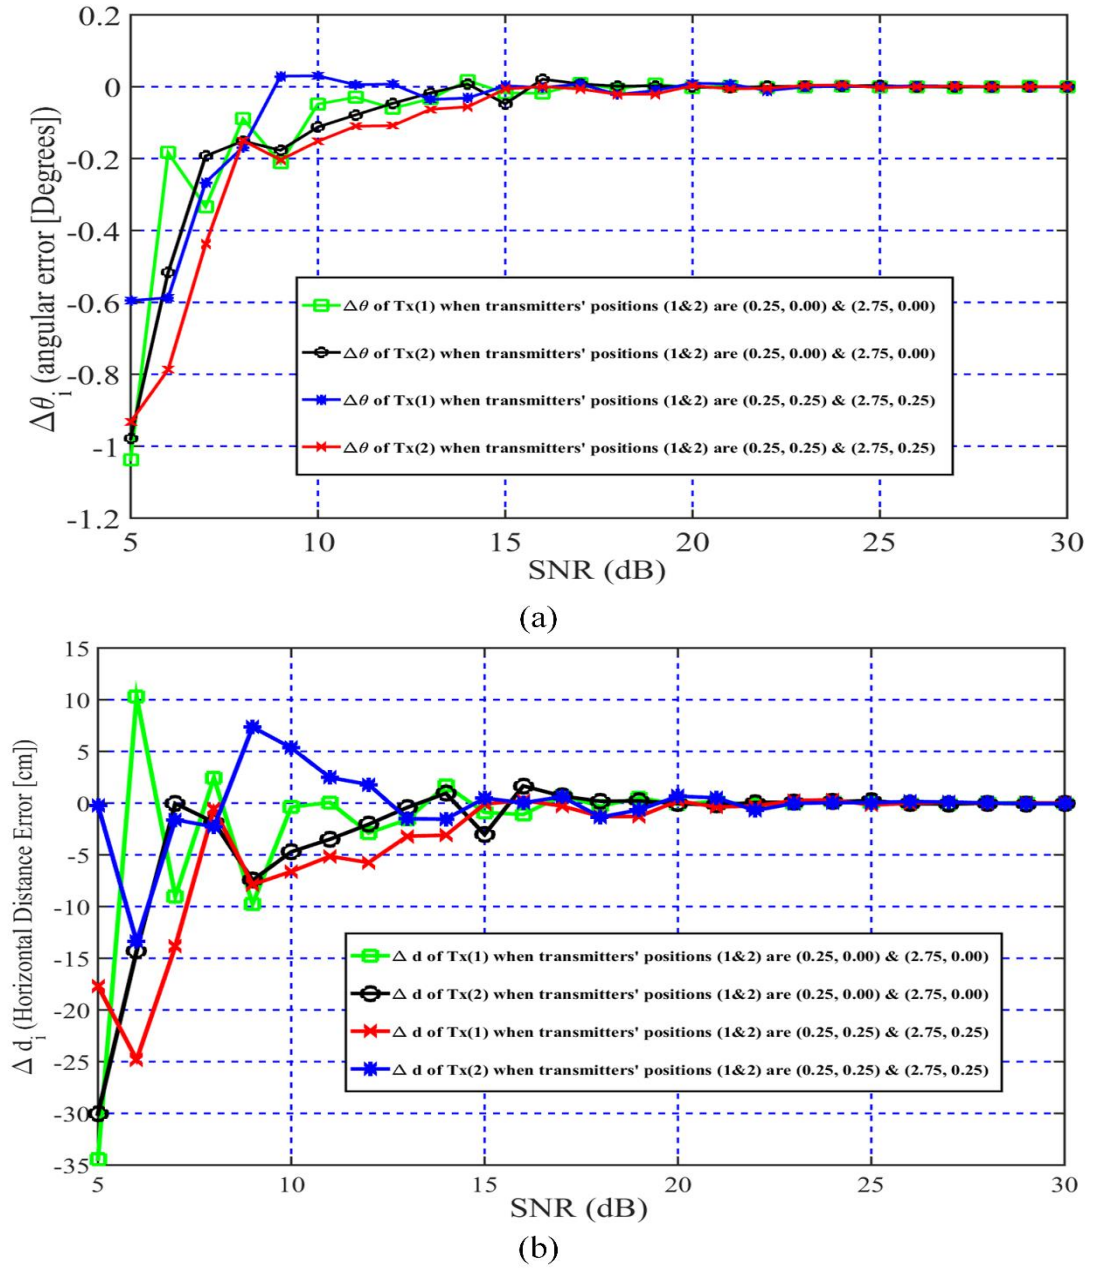 0.2
0
-0.2
-0.4
-0.6
-0.8
-1
-1.2
Δθi (angular error [Degrees])
Δθ of Tx(1) when transmitters' positions (1&2) are (0.25, 0.00) & (2.75, 0.00)
Δθ of Tx(2) when transmitters' positions (1&2) are (0.25, 0.00) & (2.75, 0.00)
Δθ of Tx(1) when transmitters' positions (1&2) are (0.25, 0.25) & (2.75, 0.25)
Δθ of Tx(2) when transmitters' positions (1&2) are (0.25, 0.25) & (2.75, 0.25)
5 10 15 20 25 30
SNR (dB)
(a)
15
10
5
0
-5
-10
-15
-20
-25
-30
-35
Δ di (Horizontal Distance Error [cm])
Δ d of Tx(1) when transmitters' positions (1&2) are (0.25, 0.00) & (2.75, 0.00)
Δ d of Tx(2) when transmitters' positions (1&2) are (0.25, 0.00) & (2.75, 0.00)
Δ d of Tx(1) when transmitters' positions (1&2) are (0.25, 0.25) & (2.75, 0.25)
Δ d of Tx(2) when transmitters' positions (1&2) are (0.25, 0.25) & (2.75, 0.25)
5 10 15 20 25 30
SNR (dB)
(b)